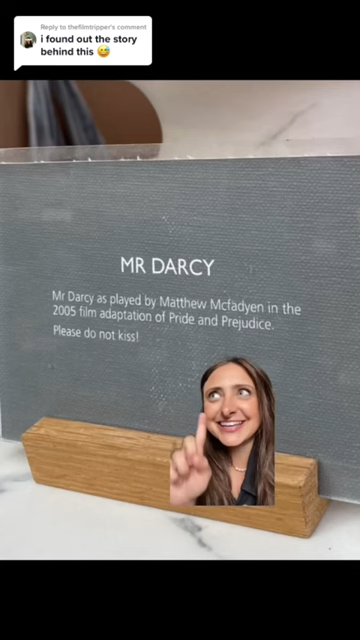 Reply to thefilmtripper's comment
i found out the story
behind this 😅
MR DARCY
Mr Darcy as played by Matthew Mcfadyen in the
2005 film adaptation of Pride and Prejudice.
Please do not kiss!